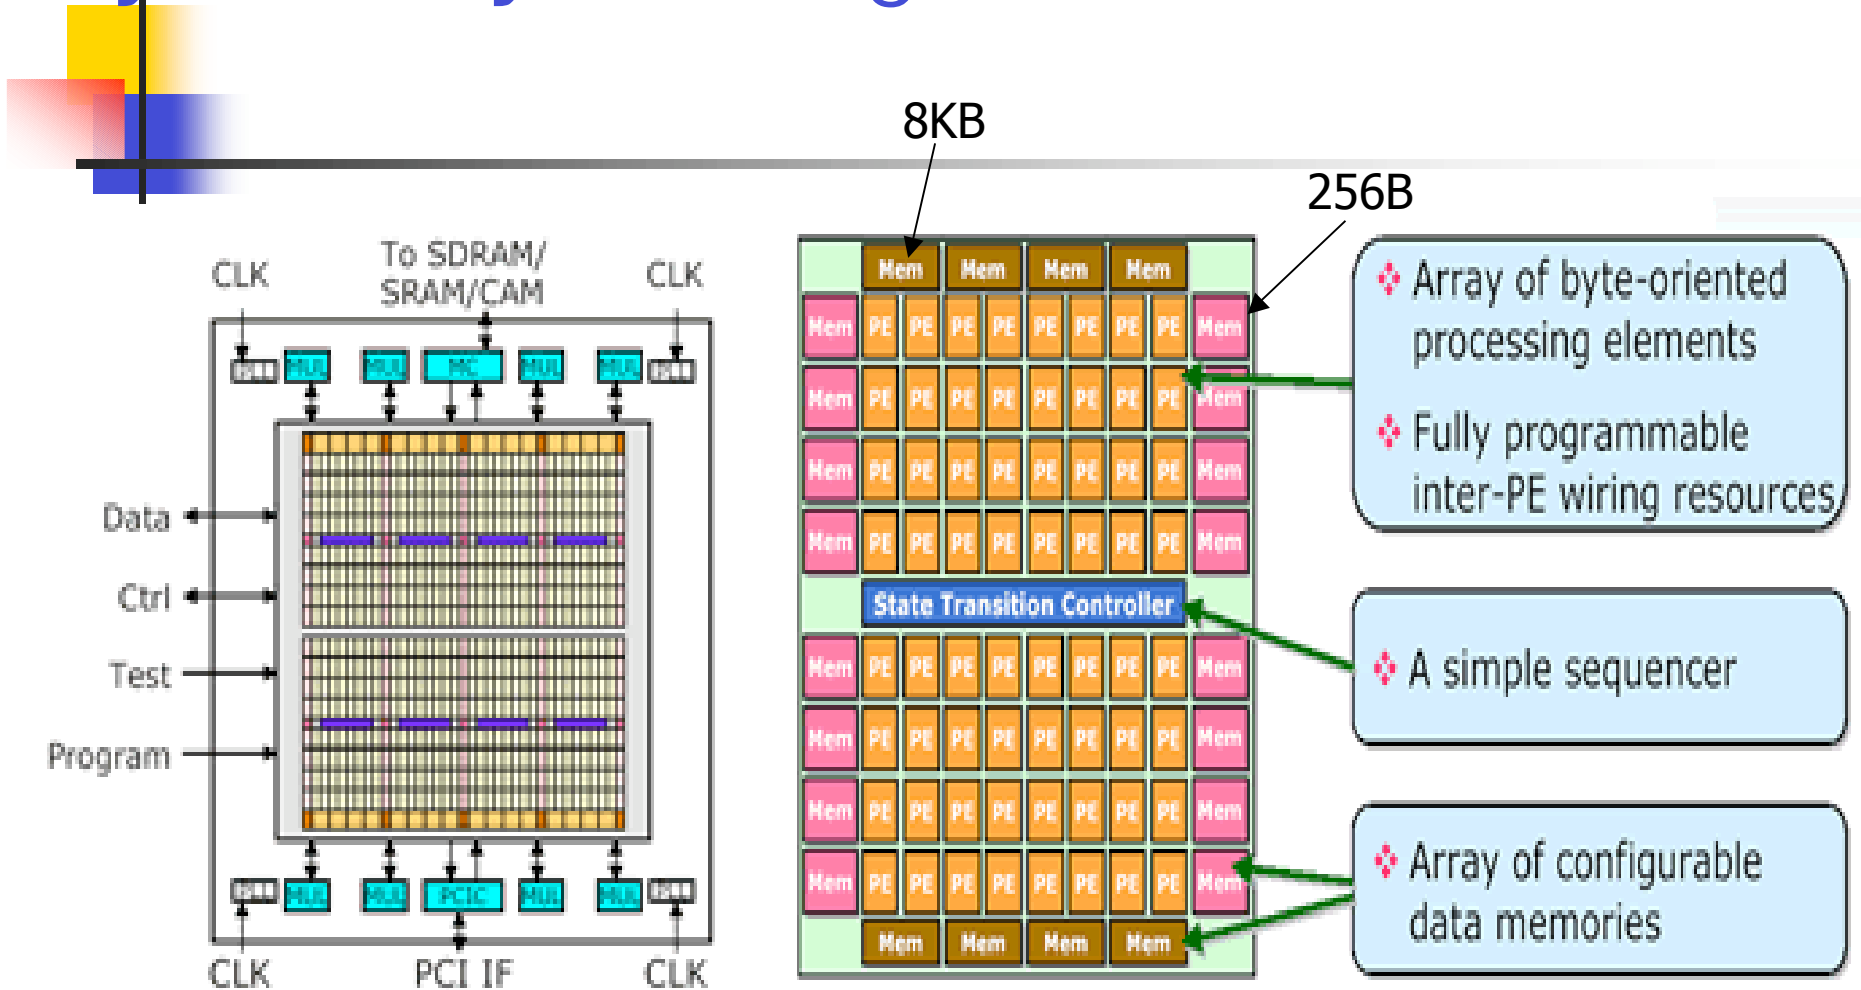 8KB
256B
To SDRAM/
SRAM/CAM
CLK CLK
PLL MUL MUL MC MUL MUL PLL
Data
Ctrl
Test
Program
PLL MUL MUL PCIC MUL MUL PLL
CLK PCI IF CLK
Mem Mem Mem Mem
Mem PE PE PE PE PE PE PE PE Mem
Mem PE PE PE PE PE PE PE PE Mem
Mem PE PE PE PE PE PE PE PE Mem
Mem PE PE PE PE PE PE PE PE Mem
State Transition Controller
Mem PE PE PE PE PE PE PE PE Mem
Mem PE PE PE PE PE PE PE PE Mem
Mem PE PE PE PE PE PE PE PE Mem
Mem PE PE PE PE PE PE PE PE Mem
Mem Mem Mem Mem
Array of byte-oriented
processing elements
Fully programmable
inter-PE wiring resources
A simple sequencer
Array of configurable
data memories